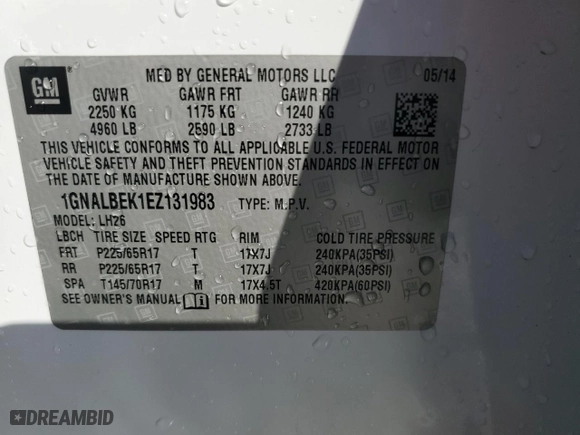 GM
MFD BY GENERAL MOTORS LLC 05/14
GVWR GAWR FRT GAWR RR
2250 KG 1175 KG 1240 KG
4960 LB 2590 LB 2733 LB
THIS VEHICLE CONFORMS TO ALL APPLICABLE U.S. FEDERAL MOTOR
VEHICLE SAFETY AND THEFT PREVENTION STANDARDS IN EFFECT ON
THE DATE OF MANUFACTURE SHOWN ABOVE.
1GNALBEK1EZ131983 TYPE: M.P.V.
MODEL: LH26
LBCH TIRE SIZE SPEED RTG RIM COLD TIRE PRESSURE
FRT P225/65R17 T 17X7J 240KPA(35PSI)
RR P225/65R17 T 17X7J 240KPA(35PSI)
SPA T145/70R17 M 17X4.5T 420KPA(60PSI)
SEE OWNER'S MANUAL FOR MORE INFORMATION.
DREAMBID